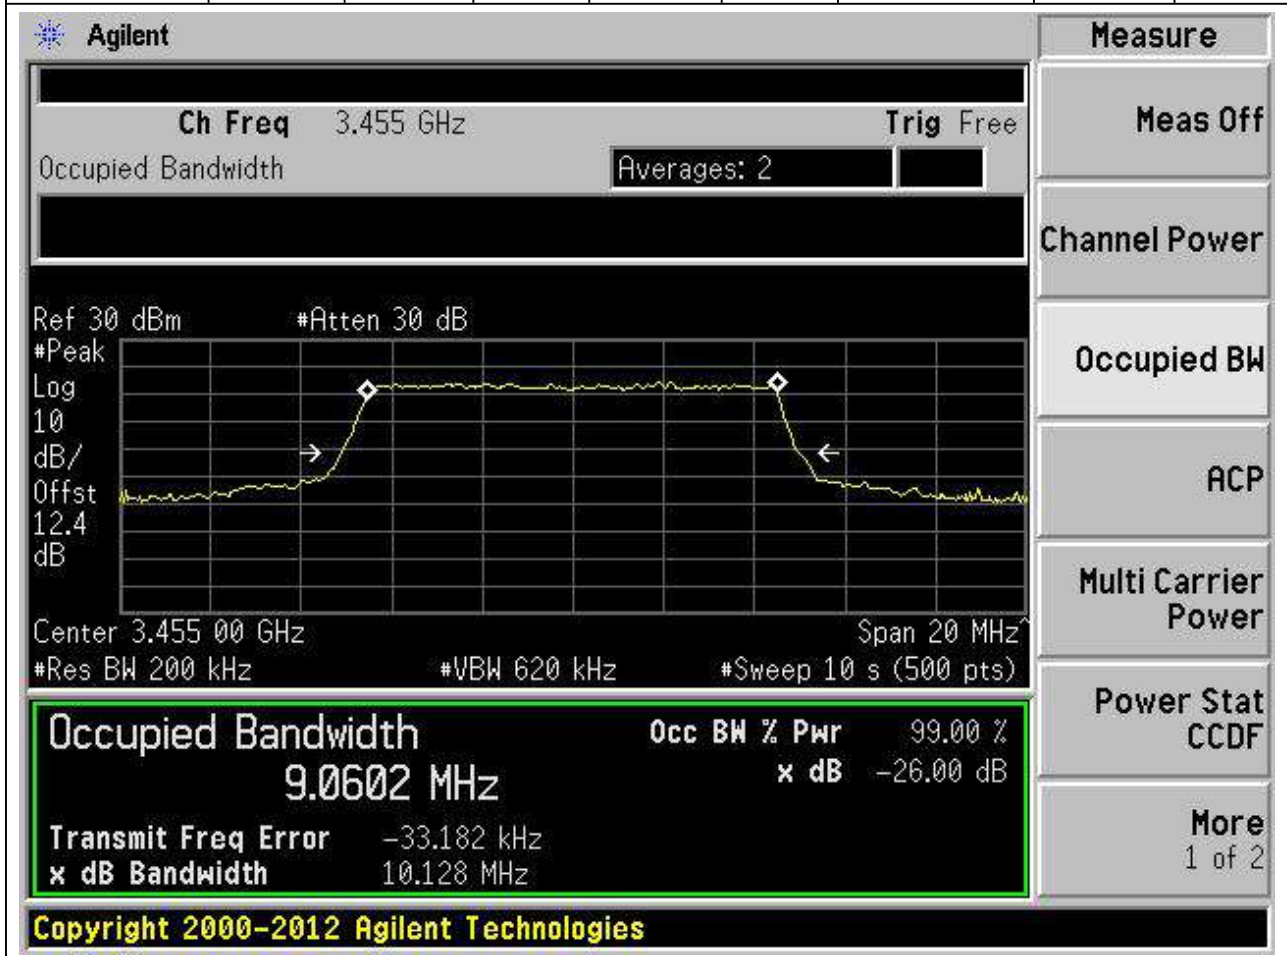 Agilent
Measure
Ch Freq 3.455 GHz Trig Free
Occupied Bandwidth Averages: 2
Meas Off
Channel Power
Occupied BW
ACP
Multi Carrier
Power
Power Stat
CCDF
More
1 of 2
Ref 30 dBm #Atten 30 dB
#Peak
Log
10
dB/
Offst
12.4
dB
Center 3.455 00 GHz Span 20 MHz^
#Res BW 200 kHz #VBW 620 kHz #Sweep 10 s (500 pts)
Occupied Bandwidth
9.0602 MHz
Occ BW % Pwr 99.00 %
x dB -26.00 dB
Transmit Freq Error -33.182 kHz
x dB Bandwidth 10.128 MHz
Copyright 2000-2012 Agilent Technologies